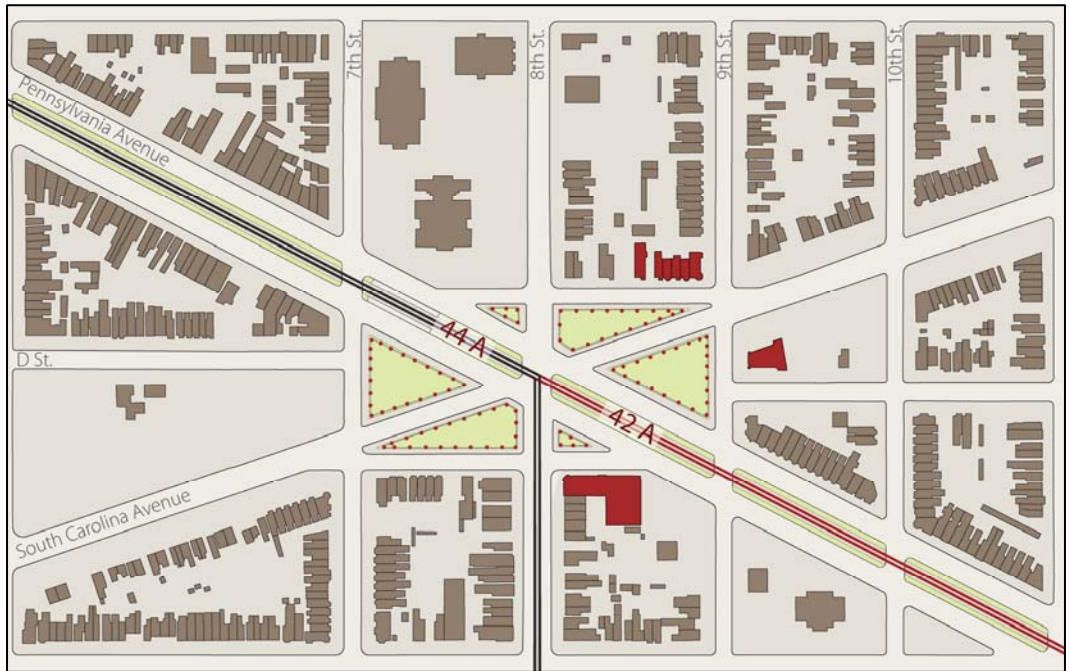 7th St.
8th St.
9th St.
10th St.
Pennsylvania Avenue
44 A
D St.
42 A
South Carolina Avenue